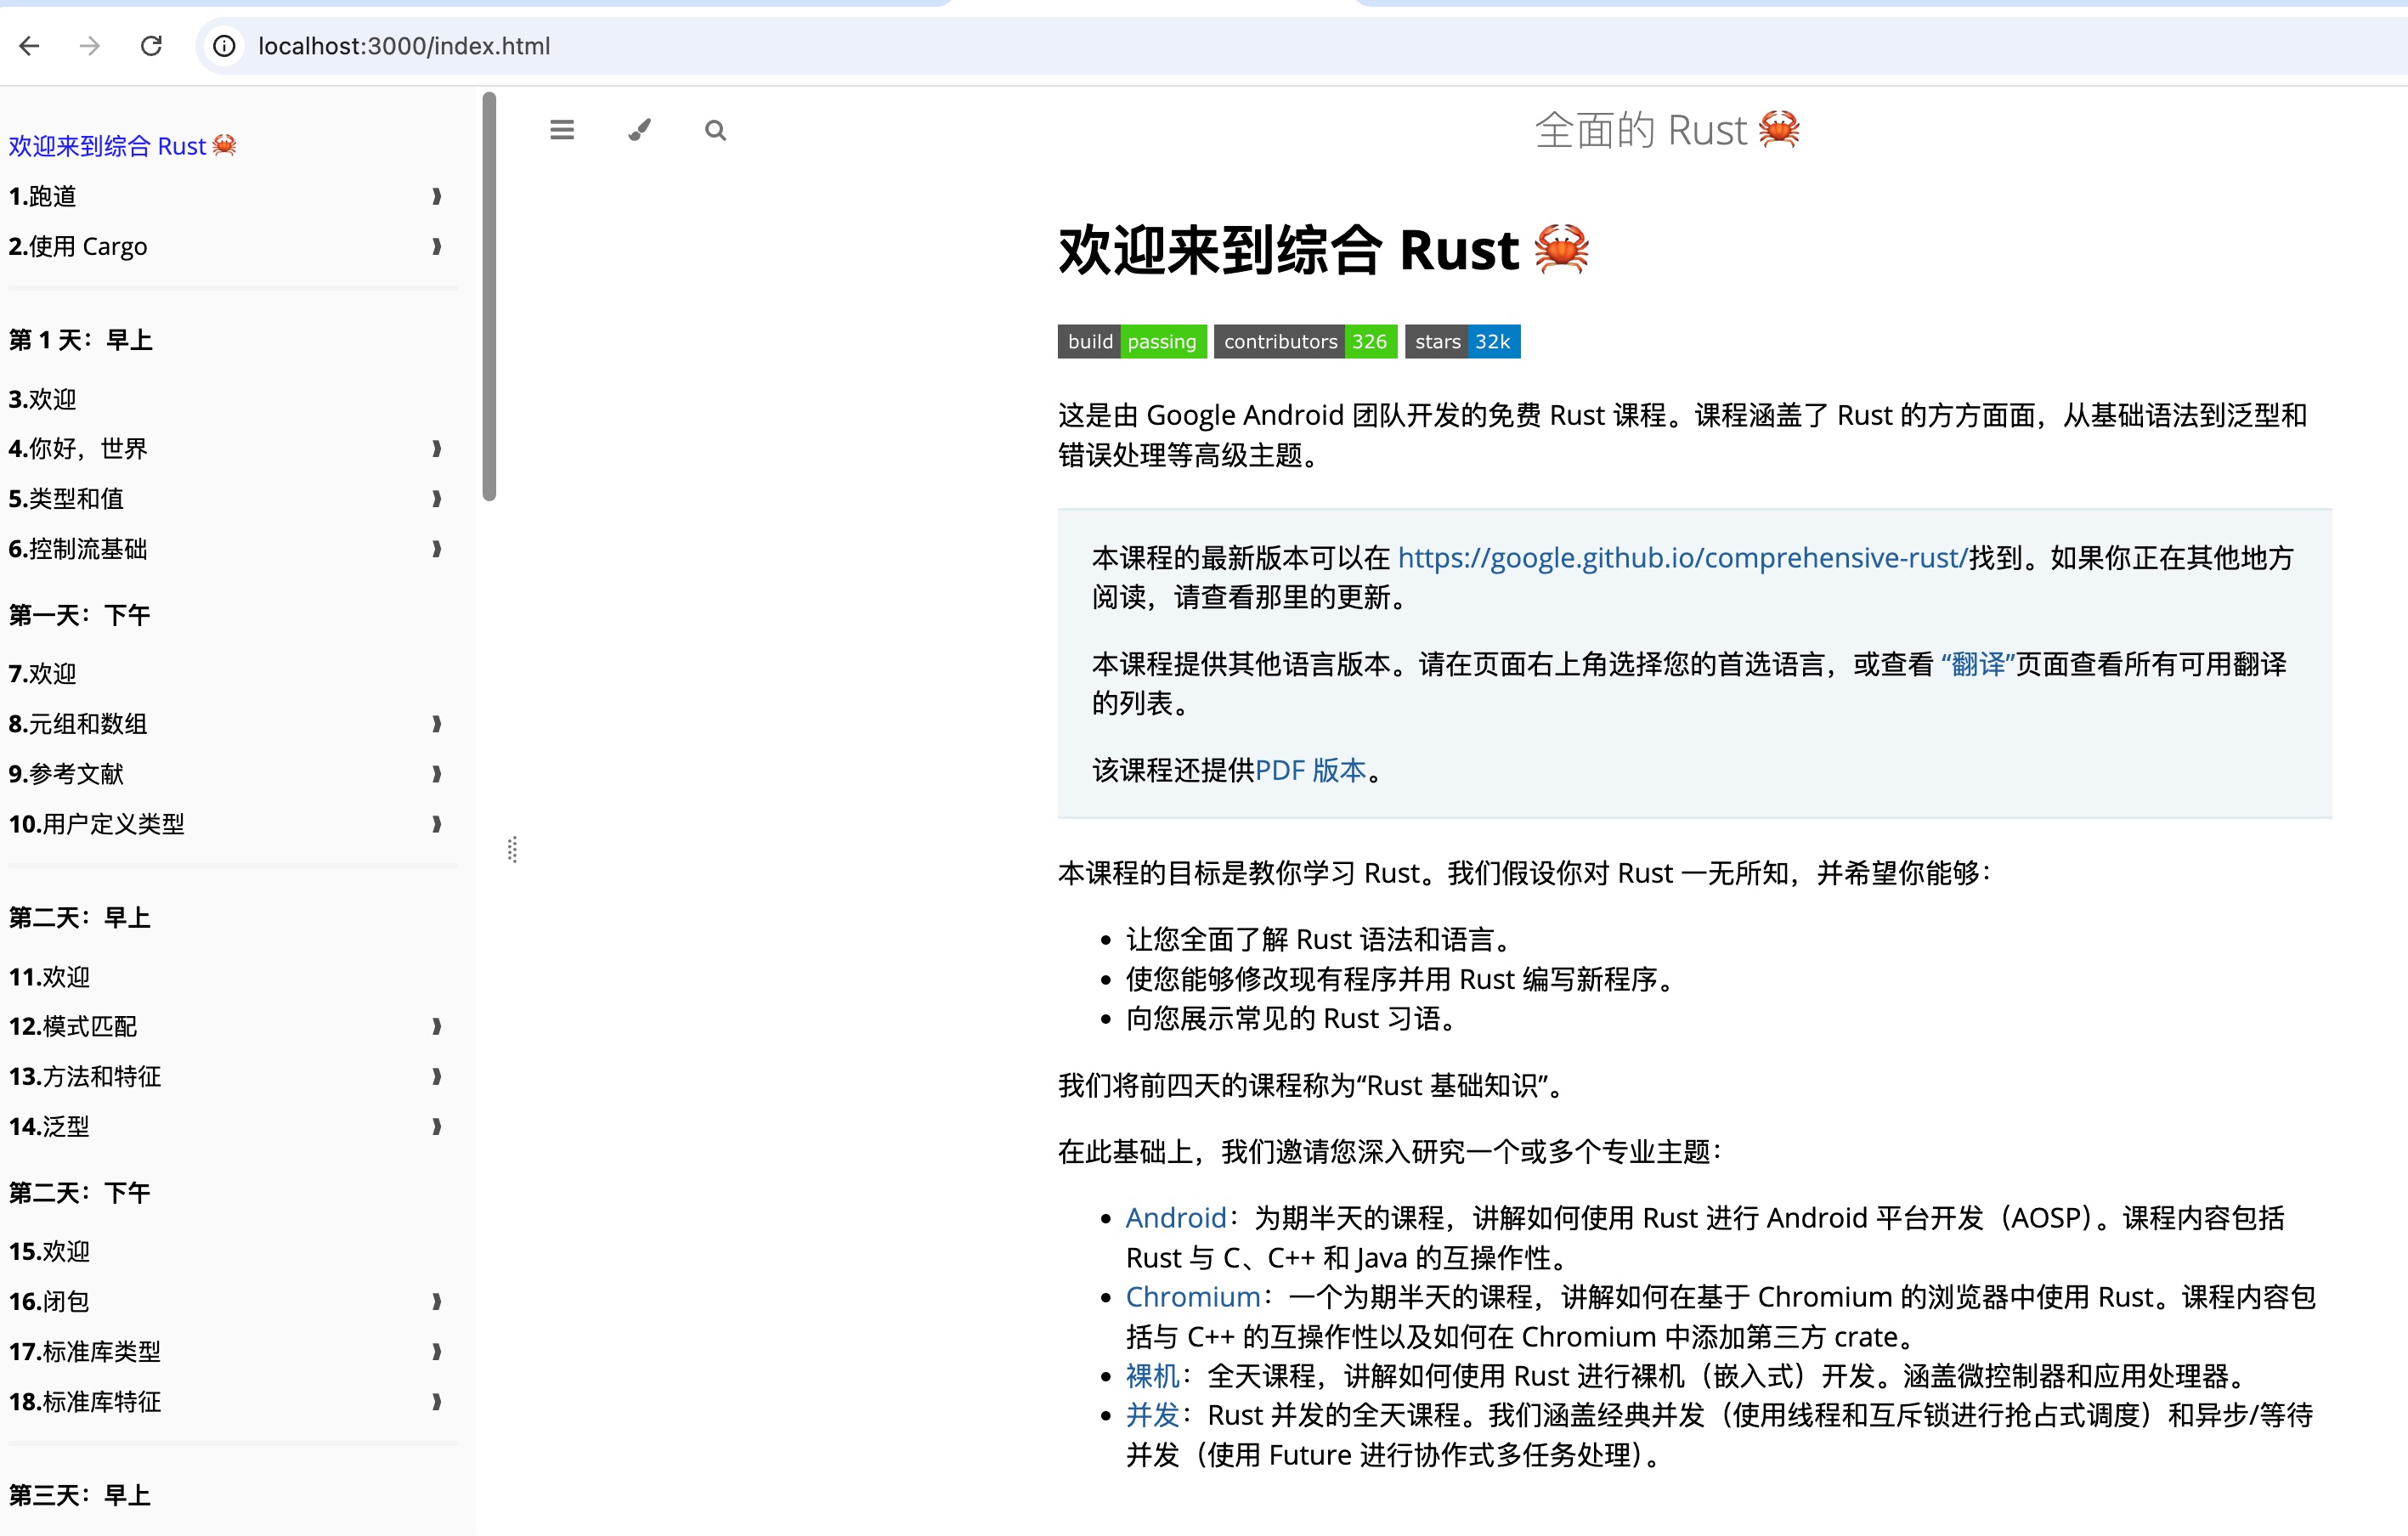 localhost:3000/index.html
欢迎来到综合 Rust 🦀
1.跑道
2.使用 Cargo
第 1 天：早上
3.欢迎
4.你好，世界
5.类型和值
6.控制流基础
第一天：下午
7.欢迎
8.元组和数组
9.参考文献
10.用户定义类型
第二天：早上
11.欢迎
12.模式匹配
13.方法和特征
14.泛型
第二天：下午
15.欢迎
16.闭包
17.标准库类型
18.标准库特征
第三天：早上
全面的 Rust 🦀
欢迎来到综合 Rust 🦀
build passing contributors 326 stars 32k
这是由 Google Android 团队开发的免费 Rust 课程。课程涵盖了 Rust 的方方面面，从基础语法到泛型和
错误处理等高级主题。
本课程的最新版本可以在 https://google.github.io/comprehensive-rust/找到。如果你正在其他地方
阅读，请查看那里的更新。
本课程提供其他语言版本。请在页面右上角选择您的首选语言，或查看 “翻译”页面查看所有可用翻译
的列表。
该课程还提供PDF 版本。
本课程的目标是教你学习 Rust。我们假设你对 Rust 一无所知，并希望你能够：
• 让您全面了解 Rust 语法和语言。
• 使您能够修改现有程序并用 Rust 编写新程序。
• 向您展示常见的 Rust 习语。
我们将前四天的课程称为“Rust 基础知识”。
在此基础上，我们邀请您深入研究一个或多个专业主题：
• Android：为期半天的课程，讲解如何使用 Rust 进行 Android 平台开发（AOSP）。课程内容包括
Rust 与 C、C++ 和 Java 的互操作性。
• Chromium：一个为期半天的课程，讲解如何在基于 Chromium 的浏览器中使用 Rust。课程内容包
括与 C++ 的互操作性以及如何在 Chromium 中添加第三方 crate。
• 裸机：全天课程，讲解如何使用 Rust 进行裸机（嵌入式）开发。涵盖微控制器和应用处理器。
• 并发：Rust 并发的全天课程。我们涵盖经典并发（使用线程和互斥锁进行抢占式调度）和异步/等待
并发（使用 Future 进行协作式多任务处理）。